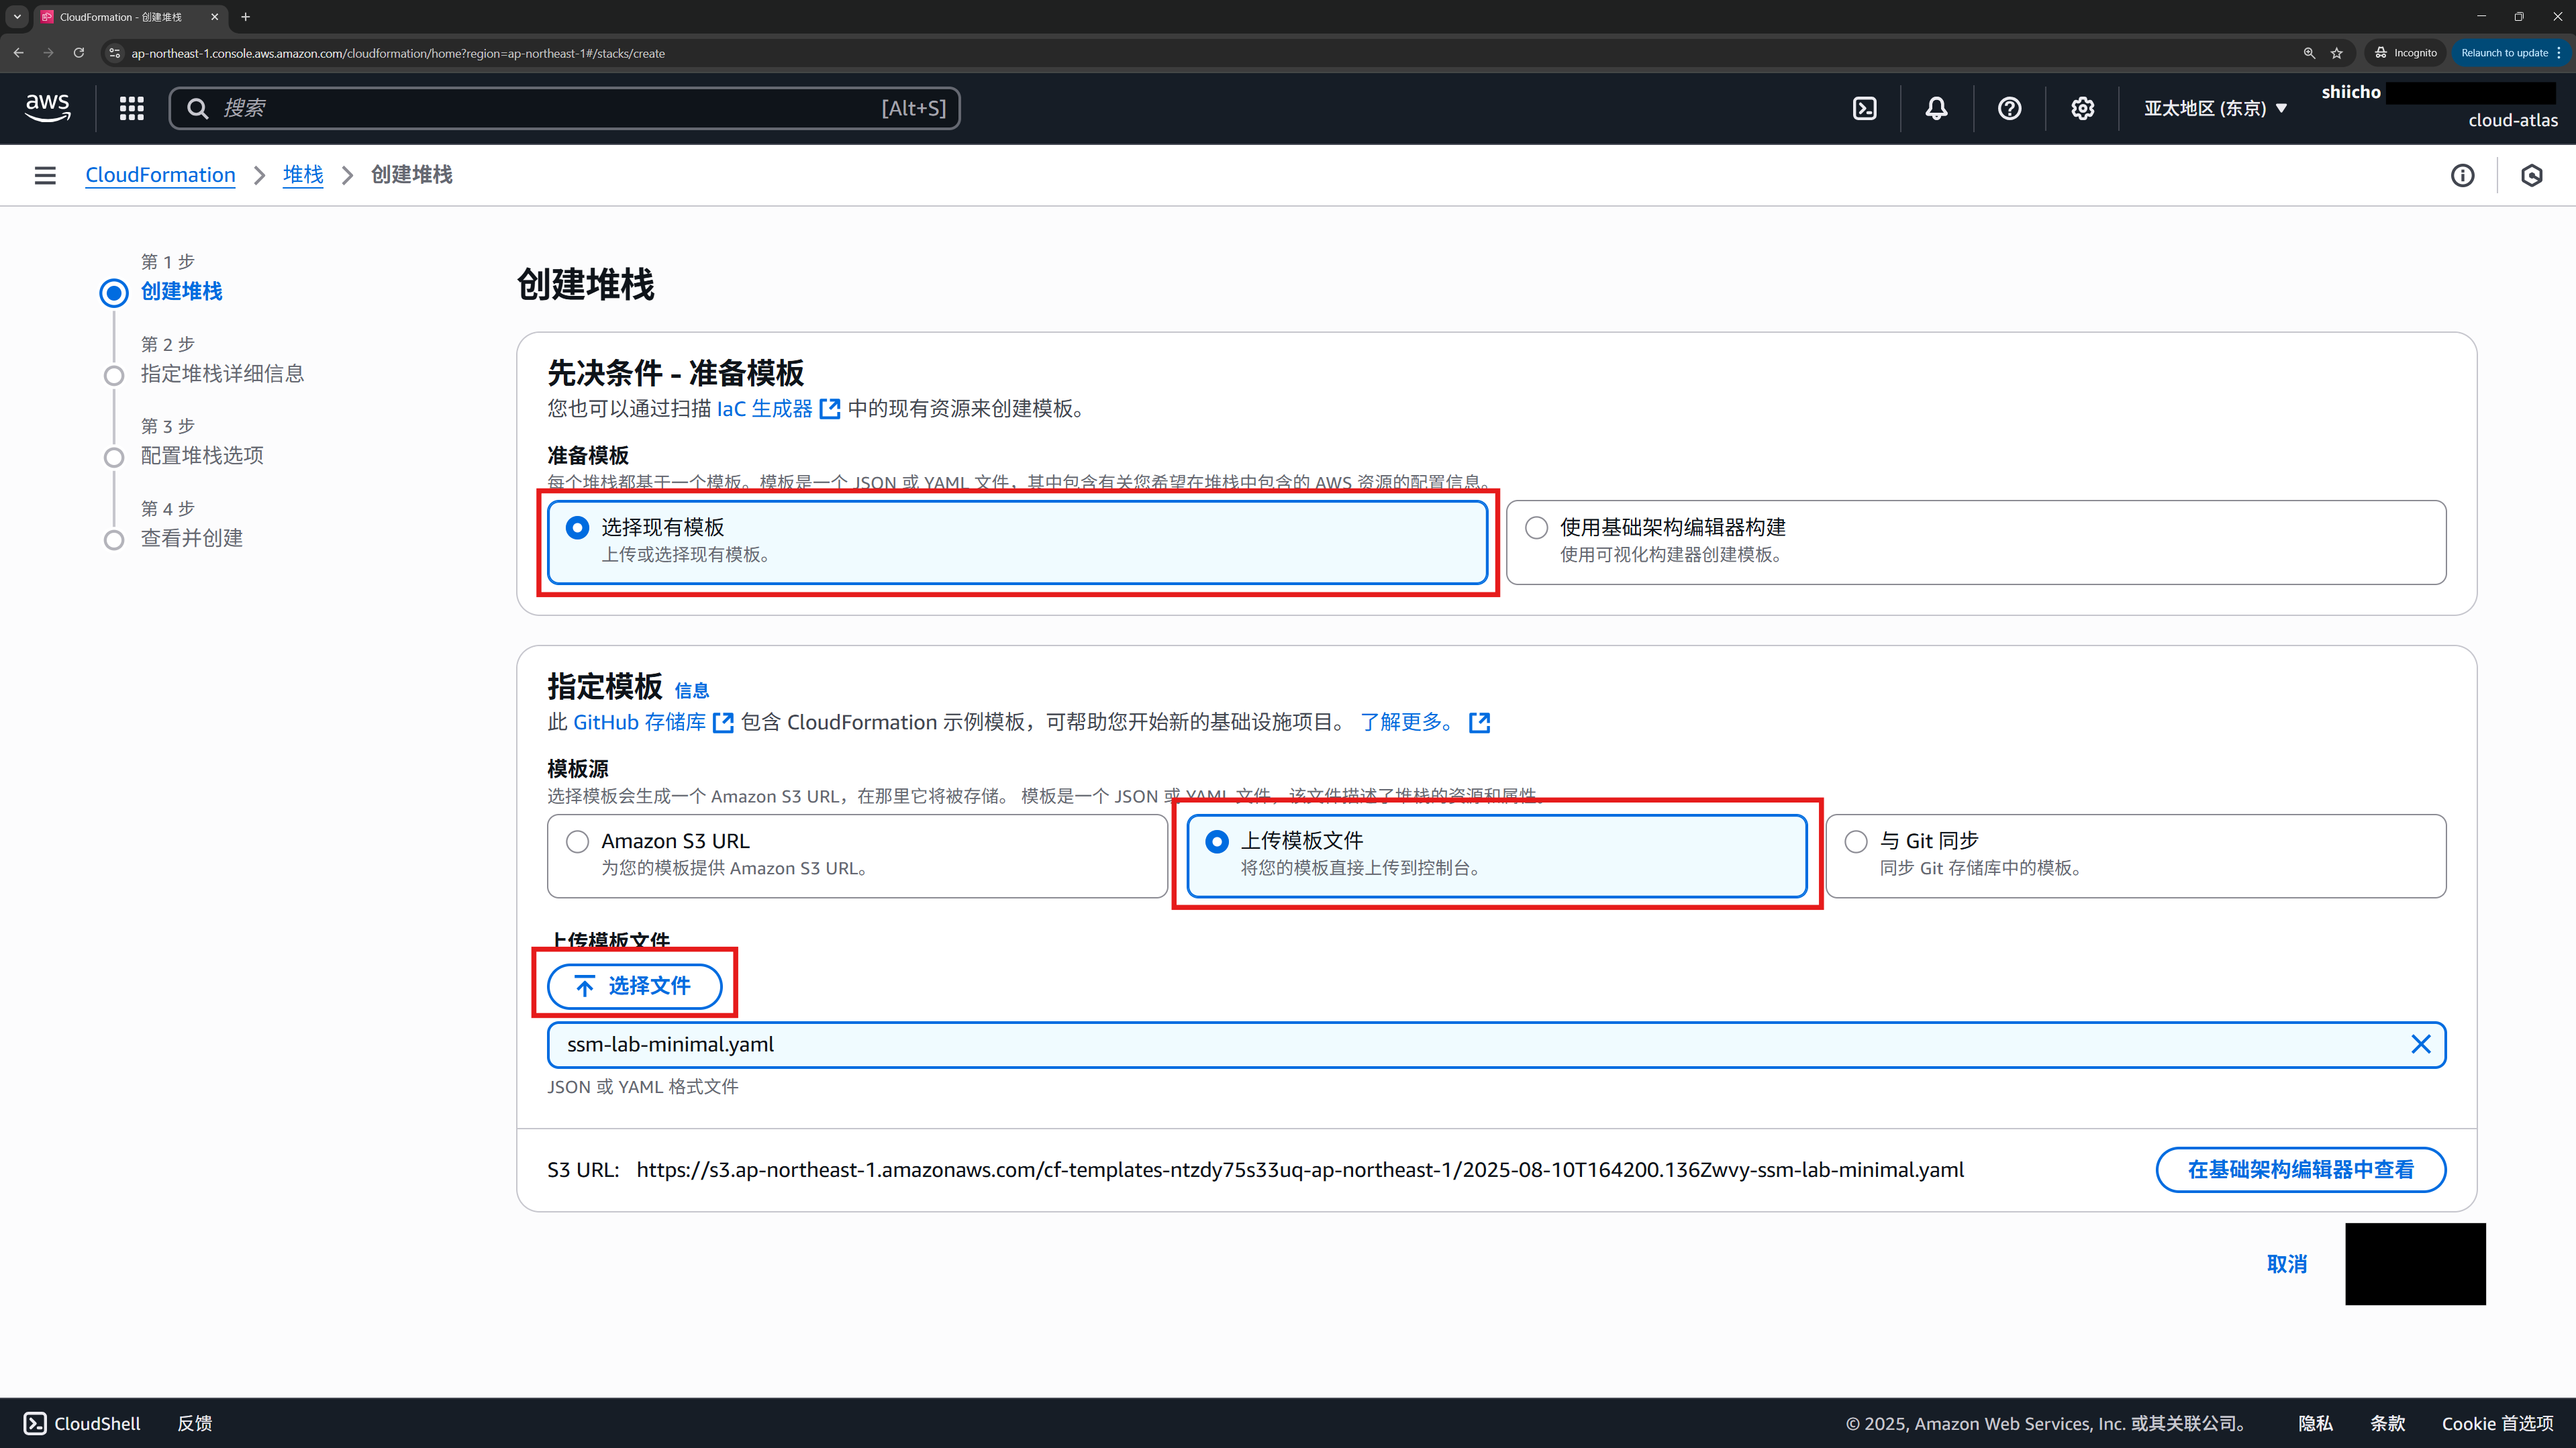 CloudFormation - 创建堆栈
ap-northeast-1.console.aws.amazon.com/cloudformation/home?region=ap-northeast-1#/stacks/create
Incognito
Relaunch to update
aws
搜索
[Alt+S]
亚太地区 (东京)
shiicho
cloud-atlas
CloudFormation
堆栈
创建堆栈
第 1 步
创建堆栈
第 2 步
指定堆栈详细信息
第 3 步
配置堆栈选项
第 4 步
查看并创建
创建堆栈
先决条件 - 准备模板
您也可以通过扫描 IaC 生成器 中的现有资源来创建模板。
准备模板
每个堆栈都基于一个模板。模板是一个 JSON 或 YAML 文件，其中包含有关您希望在堆栈中包含的 AWS 资源的配置信息。
选择现有模板
上传或选择现有模板。
使用基础架构编辑器构建
使用可视化构建器创建模板。
指定模板 信息
此 GitHub 存储库 包含 CloudFormation 示例模板，可帮助您开始新的基础设施项目。 了解更多。
模板源
选择模板会生成一个 Amazon S3 URL，在那里它将被存储。 模板是一个 JSON 或 YAML 文件，该文件描述了堆栈的资源和属性。
Amazon S3 URL
为您的模板提供 Amazon S3 URL。
上传模板文件
将您的模板直接上传到控制台。
与 Git 同步
同步 Git 存储库中的模板。
上传模板文件
选择文件
ssm-lab-minimal.yaml
JSON 或 YAML 格式文件
S3 URL: https://s3.ap-northeast-1.amazonaws.com/cf-templates-ntzdy75s33uq-ap-northeast-1/2025-08-10T164200.136Zwvy-ssm-lab-minimal.yaml
在基础架构编辑器中查看
取消
CloudShell
反馈
© 2025, Amazon Web Services, Inc. 或其关联公司。
隐私
条款
Cookie 首选项